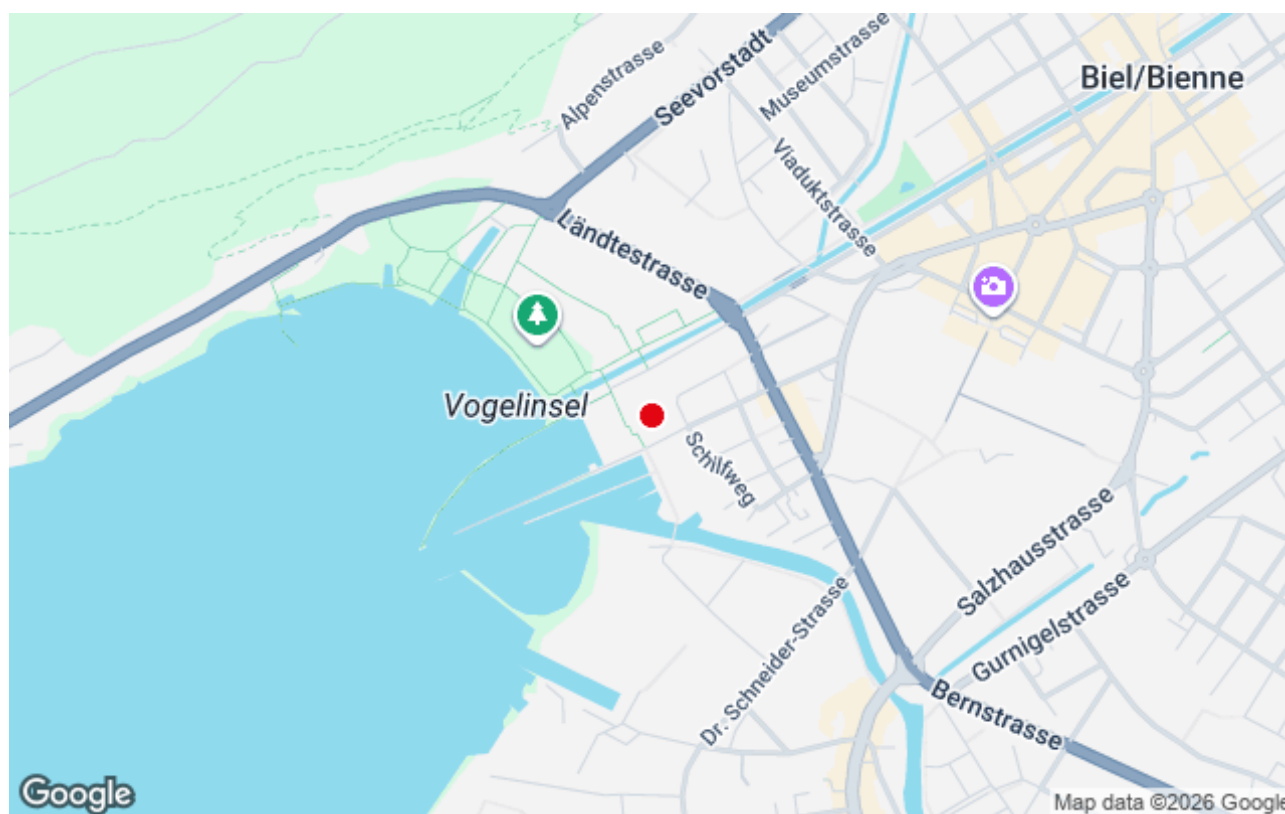 Alpenstrasse
Seevorstadt
Museumstrasse
Biel/Bienne
Viaduktstrasse
Ländtestrasse
Vogelinsel
Schilfweg
Salzhausstrasse
Gurnigelstrasse
Dr. Schneider-Strasse
Bernstrasse
Google
Map data ©2026 Google